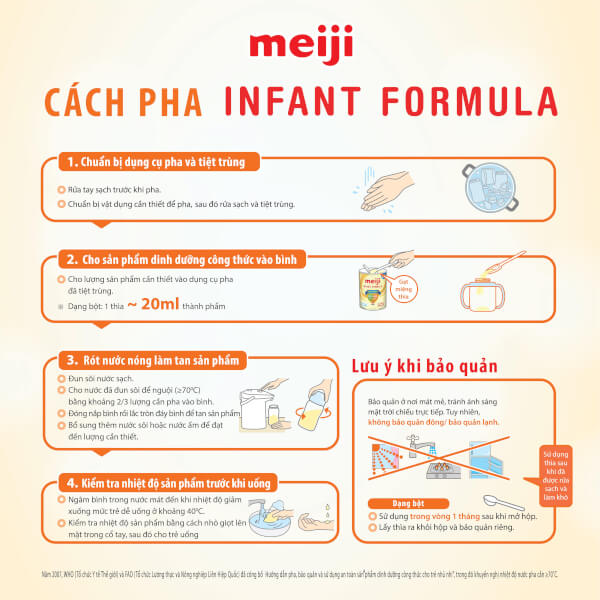 meiji
CÁCH PHA INFANT FORMULA
1. Chuẩn bị dụng cụ pha và tiệt trùng
Rửa tay sạch trước khi pha.
Chuẩn bị vật dụng cần thiết để pha, sau đó rửa sạch và tiệt trùng.
2. Cho sản phẩm dinh dưỡng công thức vào bình
Cho lượng sản phẩm cần thiết vào dụng cụ pha
đã tiệt trùng.
※ Dạng bột: 1 thìa ~ 20ml thành phẩm
meiji
Gạt
miệng
thìa
3. Rót nước nóng làm tan sản phẩm
Đun sôi nước sạch.
Cho nước đã đun sôi để nguội (≥70ºC)
bằng khoảng 2/3 lượng cần pha vào bình.
Đóng nắp bình rồi lắc tròn đáy bình để tan sản phẩm
Bổ sung thêm nước sôi hoặc nước ấm để đạt
đến lượng cần thiết.
4. Kiểm tra nhiệt độ sản phẩm trước khi uống
Ngâm bình trong nước mát đến khi nhiệt độ giảm
xuống mức trẻ dễ uống ở khoảng 40ºC.
Kiểm tra nhiệt độ sản phẩm bằng cách nhỏ giọt lên
mặt trong cổ tay, sau đó cho trẻ uống
Lưu ý khi bảo quản
Bảo quản ở nơi mát mẻ, tránh ánh sáng
mặt trời chiếu trực tiếp. Tuy nhiên,
không bảo quản đông/ bảo quản lạnh.
Sử dụng
thìa sau
khi đã
được rửa
sạch và
làm khô
Dạng bột
Sử dụng trong vòng 1 tháng sau khi mở hộp.
Lấy thìa ra khỏi hộp và bảo quản riêng.
Năm 2007, WHO (Tổ chức Y tế Thế giới) và FAO (Tổ chức Lương thực và Nông nghiệp Liên Hiệp Quốc) đã công bố "Hướng dẫn pha, bảo quản và sử dụng an toàn sản phẩm dinh dưỡng công thức cho trẻ nhũ nhi", trong đó khuyến nghị nhiệt độ nước pha cần ≥70ºC.